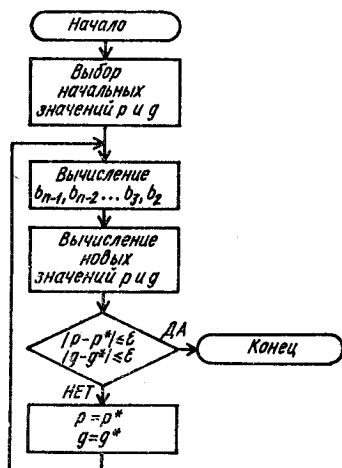 Начало
Выбор
начальных
значений p и g
Вычисление
bn-1, bn-2 ... b3, b2
Вычисление
новых
значений p и g
|p-p*|≤ε
|g-g*|≤ε
ДА
Конец
НЕТ
p=p*
g=g*